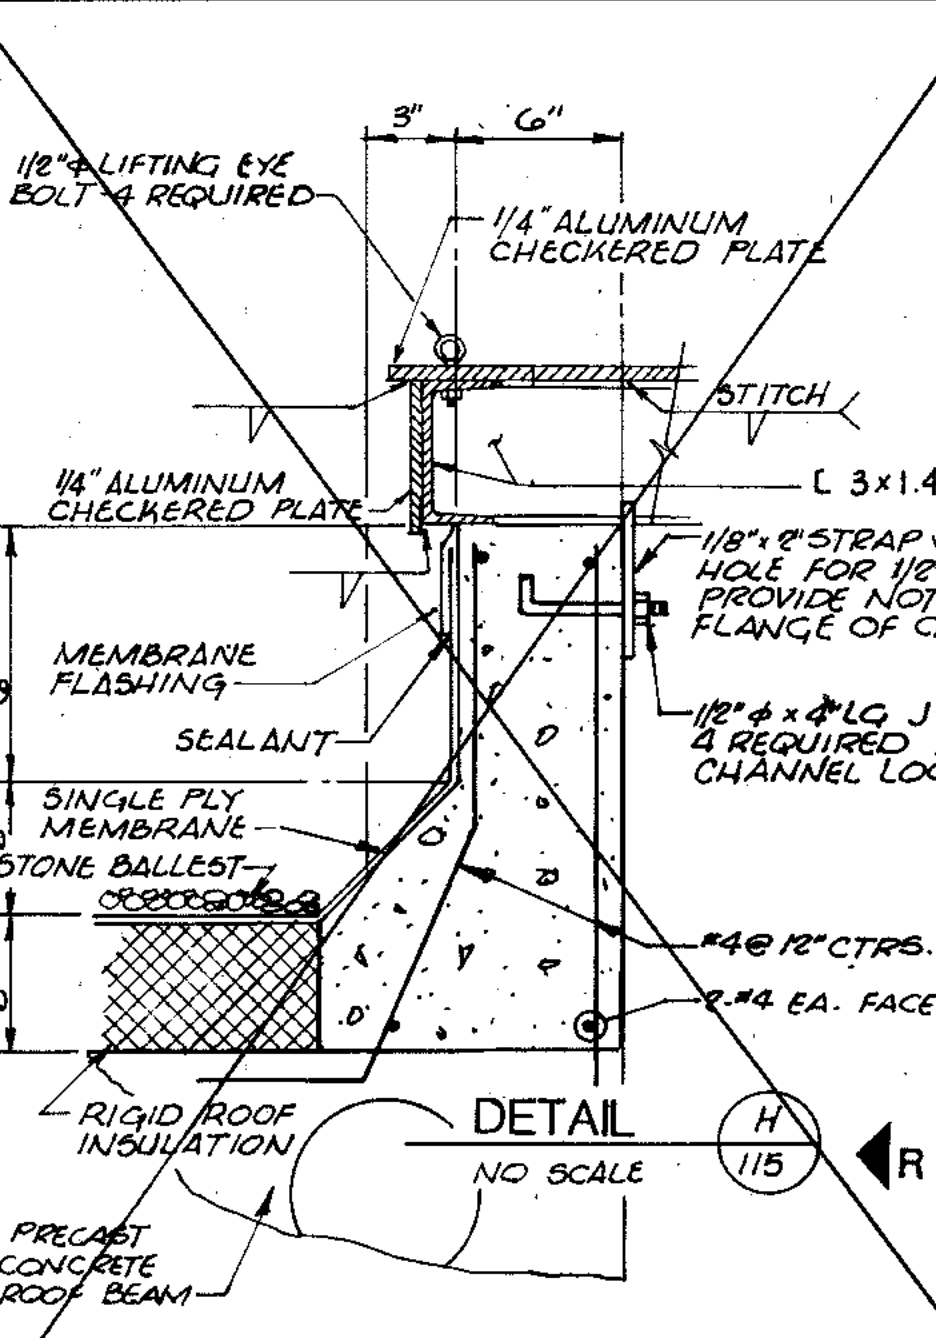 3" 6"
1/2"ϕ LIFTING EYE
BOLT-4 REQUIRED
1/4" ALUMINUM
CHECKERED PLATE
STITCH
1/4" ALUMINUM
CHECKERED PLATE
[ 3x1.4
1/8"x 2" STRAP
HOLE FOR 1/2
PROVIDE NOT
FLANGE OF
MEMBRANE
FLASHING
SEALANT
1/2" ϕ x 4" LG J
4 REQUIRED
CHANNEL LOC
SINGLE PLY
MEMBRANE
STONE BALLEST
#4@12" CTRS.
2-#4 EA. FACE
RIGID ROOF
INSULATION
DETAIL
NO SCALE
H
115
R
PRECAST
CONCRETE
ROOF BEAM